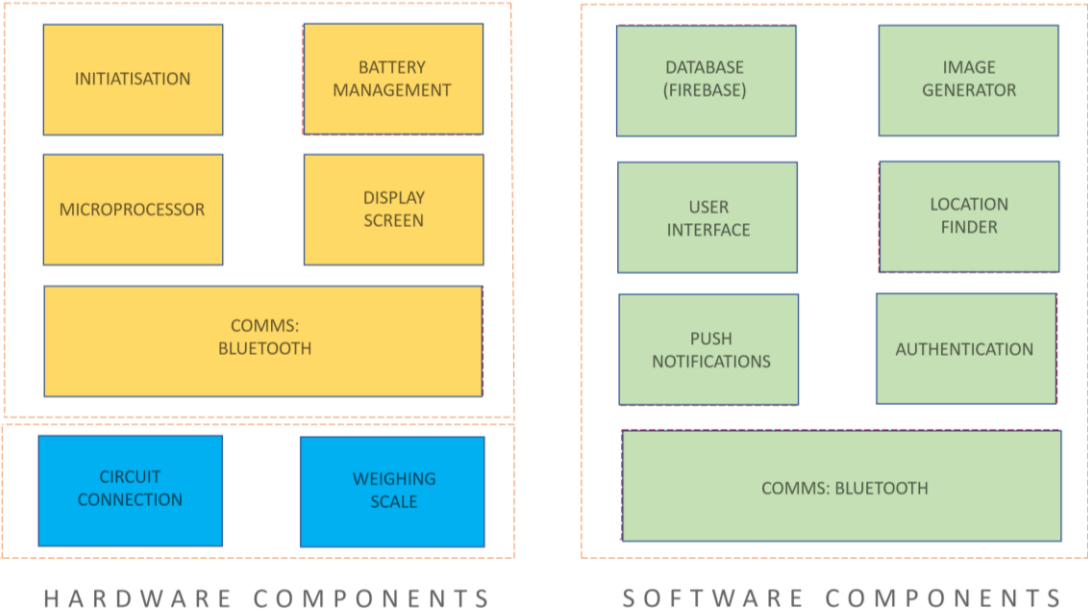 INITIATISATION
BATTERY
MANAGEMENT
MICROPROCESSOR
DISPLAY
SCREEN
COMMS:
BLUETOOTH
CIRCUIT
CONNECTION
WEIGHING
SCALE
HARDWARE COMPONENTS
DATABASE
(FIREBASE)
IMAGE
GENERATOR
USER
INTERFACE
LOCATION
FINDER
PUSH
NOTIFICATIONS
AUTHENTICATION
COMMS: BLUETOOTH
SOFTWARE COMPONENTS